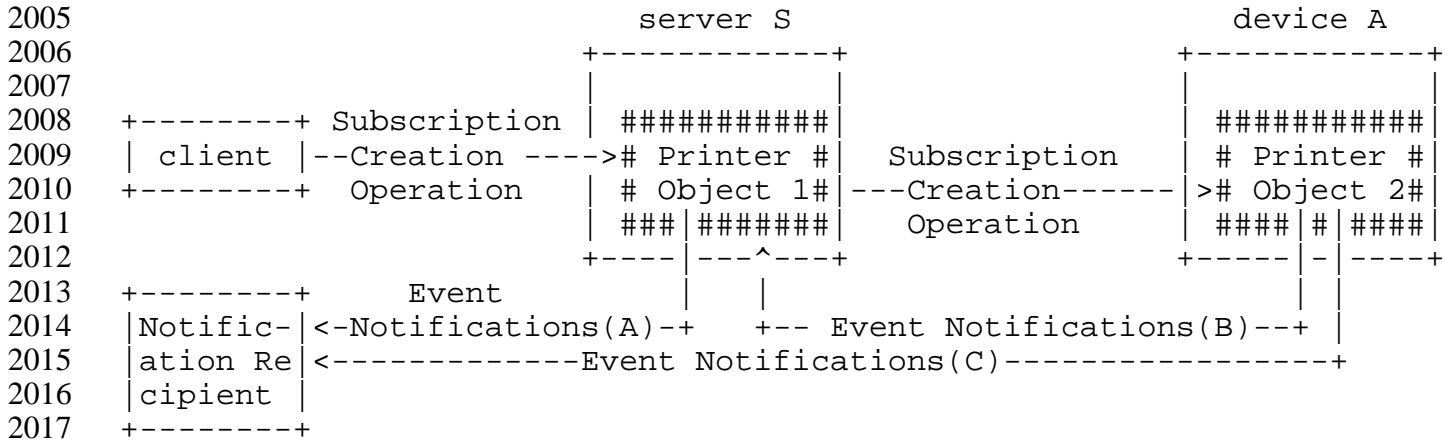 2005                                 server S                          device A
2006                              +------------+                    +------------+
2007                              |            |                    |            |
2008   +--------+ Subscription | ###########|                    | ###########|
2009   | client |--Creation ----># Printer #|  Subscription   | # Printer #|
2010   +--------+  Operation   | # Object 1#|---Creation------|># Object 2#|
2011                           | ###|#######|   Operation     | ####|#|####|
2012                           +----|---^---+                 +-----|-|----+
2013   +--------+     Event         |   |                           | |
2014   |Notific-|<-Notifications(A)-+   +-- Event Notifications(B)--+ |
2015   |ation Re|<-------------Event Notifications(C)-----------------+
2016   |cipient |
2017   +--------+